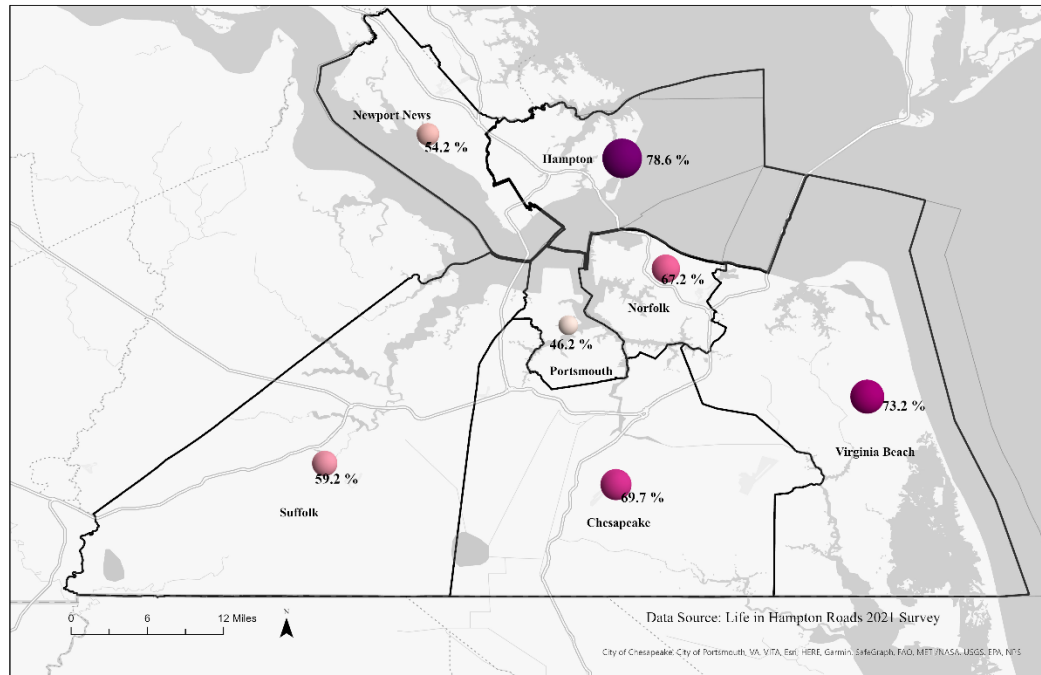 Newport News
54.2 %
Hampton
78.6 %
67.2 %
Norfolk
46.2 %
Portsmouth
73.2 %
Virginia Beach
59.2 %
Suffolk
69.7 %
Chesapeake
0 6 12 Miles
N
Data Source: Life in Hampton Roads 2021 Survey
City of Chesapeake, City of Portsmouth, VA, VITA, Esri, HERE, Garmin, SafeGraph, FAO, METI/NASA, USGS, EPA, NPS